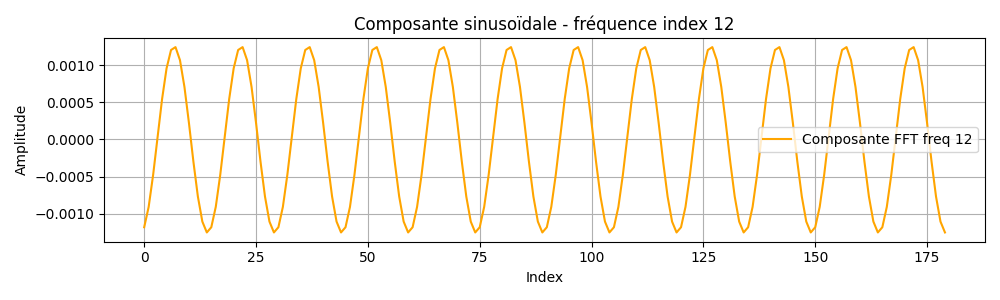 Composante sinusoïdale - fréquence index 12
Amplitude
0.0010
0.0005
0.0000
−0.0005
−0.0010
Composante FFT freq 12
0 25 50 75 100 125 150 175
Index